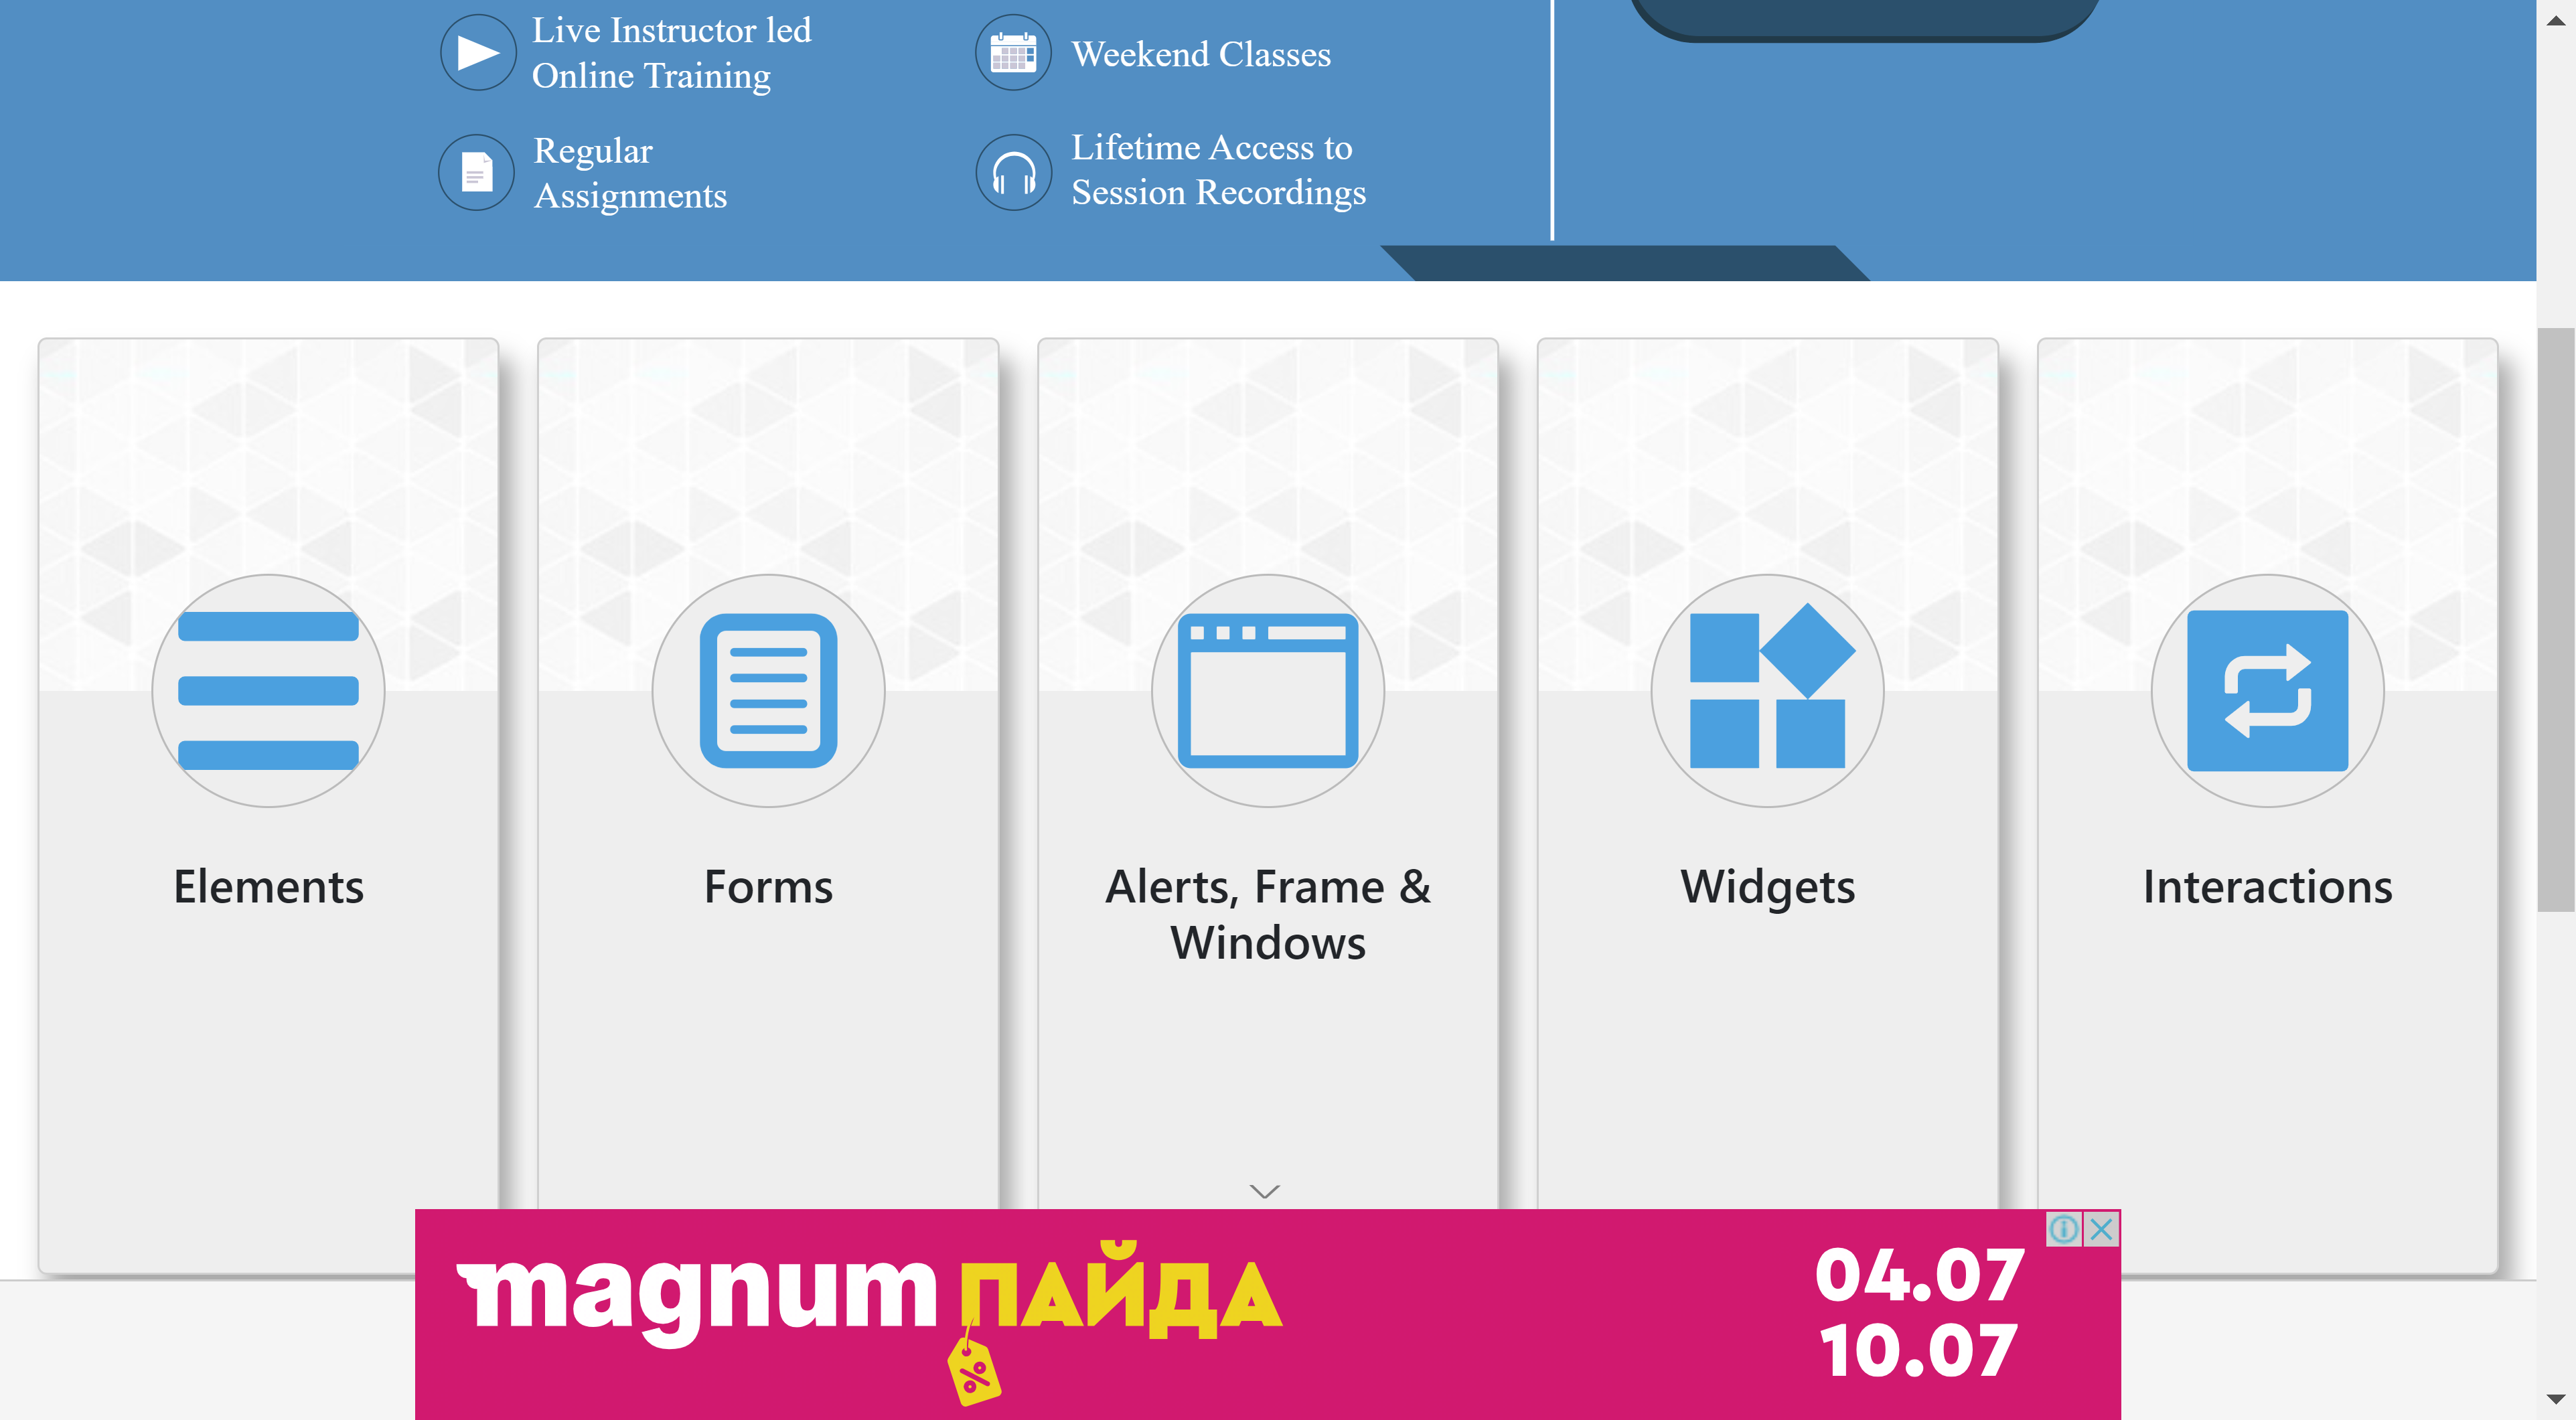 Live Instructor led
Online Training
Weekend Classes
Regular
Assignments
Lifetime Access to
Session Recordings
Elements
Forms
Alerts, Frame &
Windows
Widgets
Interactions
magnum ПАЙДА
%
04.07
10.07